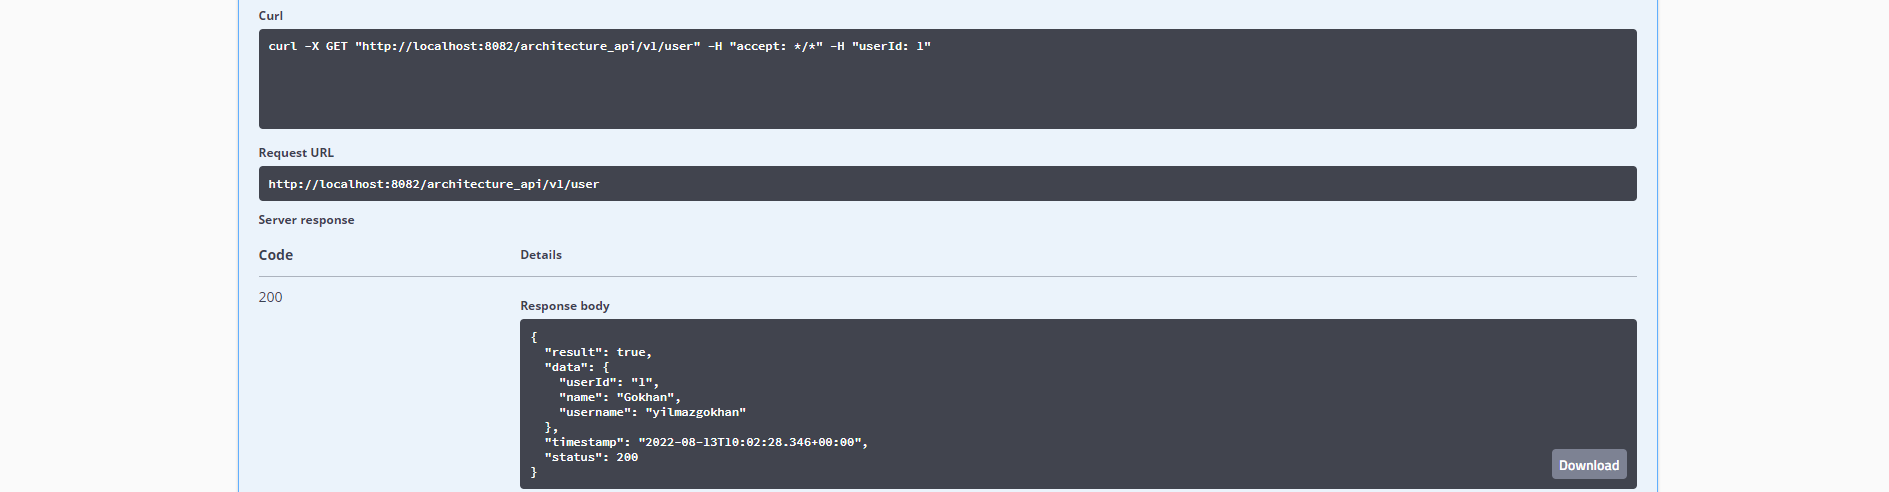 Curl
curl -X GET "http://localhost:8082/architecture_api/v1/user" -H "accept: */*" -H "userId: 1"
Request URL
http://localhost:8082/architecture_api/v1/user
Server response
Code Details
200
Response body
{
  "result": true,
  "data": {
    "userId": "1",
    "name": "Gokhan",
    "username": "yilmazgokhan"
  },
  "timestamp": "2022-08-13T10:02:28.346+00:00",
  "status": 200
}
Download